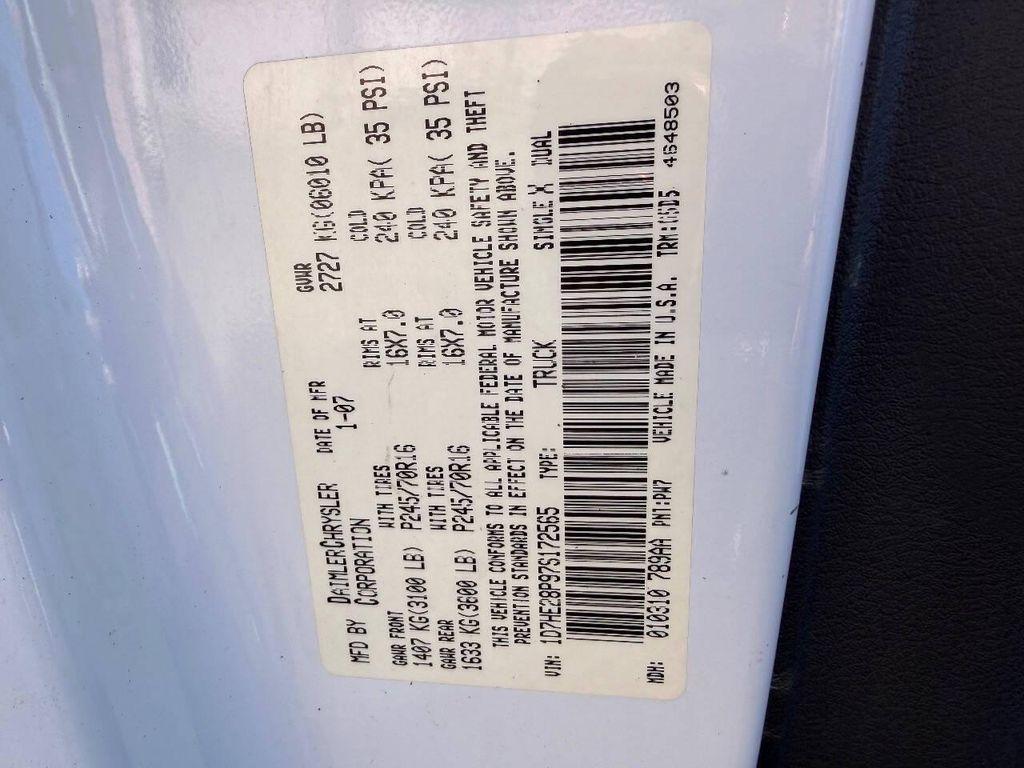 MFD BY DAIMLERCHRYSLER CORPORATION DATE OF MFR 1-07 GVWR 2727 KG(06010 LB)
GAWR FRONT WITH TIRES RIMS AT COLD
1407 KG(3100 LB) P245/70R16 16X7.0 240 KPA( 35 PSI)
GAWR REAR WITH TIRES RIMS AT COLD
1633 KG(3600 LB) P245/70R16 16X7.0 240 KPA( 35 PSI)
THIS VEHICLE CONFORMS TO ALL APPLICABLE FEDERAL MOTOR VEHICLE SAFETY AND THEFT
PREVENTION STANDARDS IN EFFECT ON THE DATE OF MANUFACTURE SHOWN ABOVE.
VIN: 1D7HE28P97S172565 TYPE: TRUCK SINGLE X DUAL
MDH: 010310 789AA PNT:PW7 VEHICLE MADE IN U.S.A. 4648503